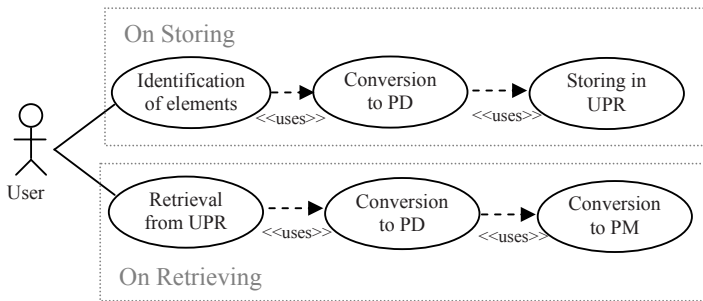 On Storing
Identification
of elements
<<uses>>
Conversion
to PD
<<uses>>
Storing in
UPR
User
Retrieval
from UPR
<<uses>>
Conversion
to PD
<<uses>>
Conversion
to PM
On Retrieving